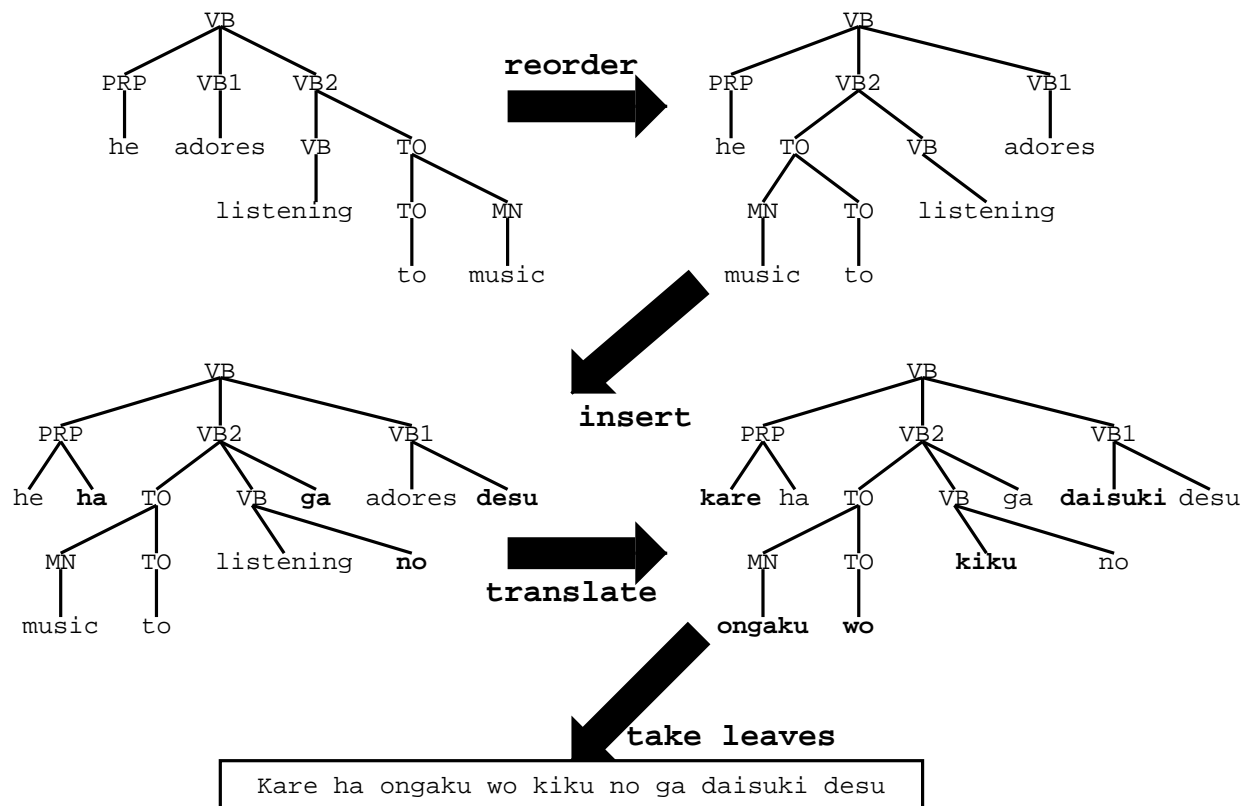 VB VB
PRP VB1 VB2 reorder PRP VB2 VB1
he adores VB TO he TO VB adores
listening TO MN MN TO listening
to music music to
VB VB
insert
PRP VB2 VB1 PRP VB2 VB1
he ha TO VB ga adores desu kare ha TO VB ga daisuki desu
MN TO listening no MN TO kiku no
translate
music to ongaku wo
take leaves
Kare ha ongaku wo kiku no ga daisuki desu